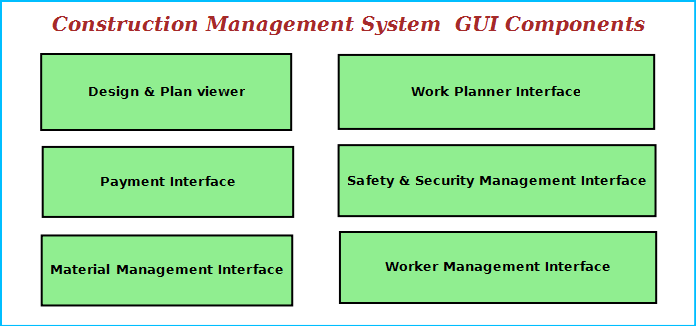 Construction Management System  GUI Components
Design & Plan viewer
Work Planner Interface
Payment Interface
Safety & Security Management Interface
Material Management Interface
Worker Management Interface